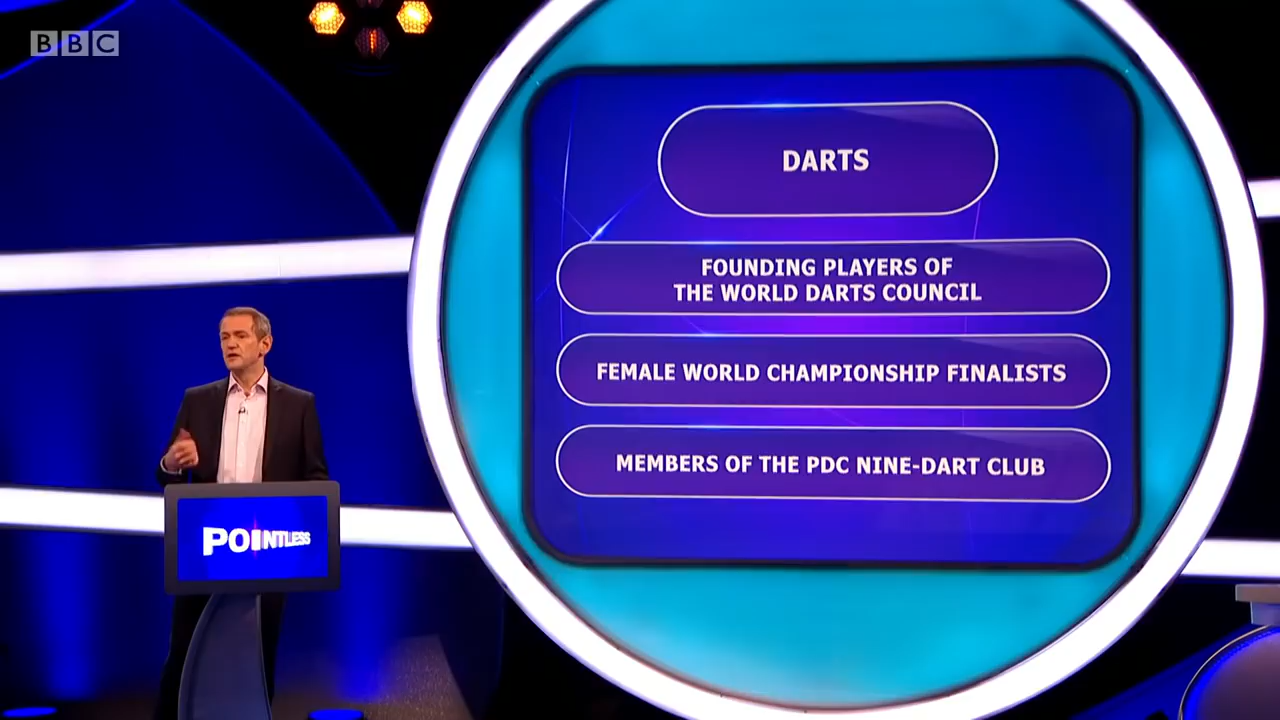 BBC
DARTS
FOUNDING PLAYERS OF
THE WORLD DARTS COUNCIL
FEMALE WORLD CHAMPIONSHIP FINALISTS
MEMBERS OF THE PDC NINE-DART CLUB
POINTLESS